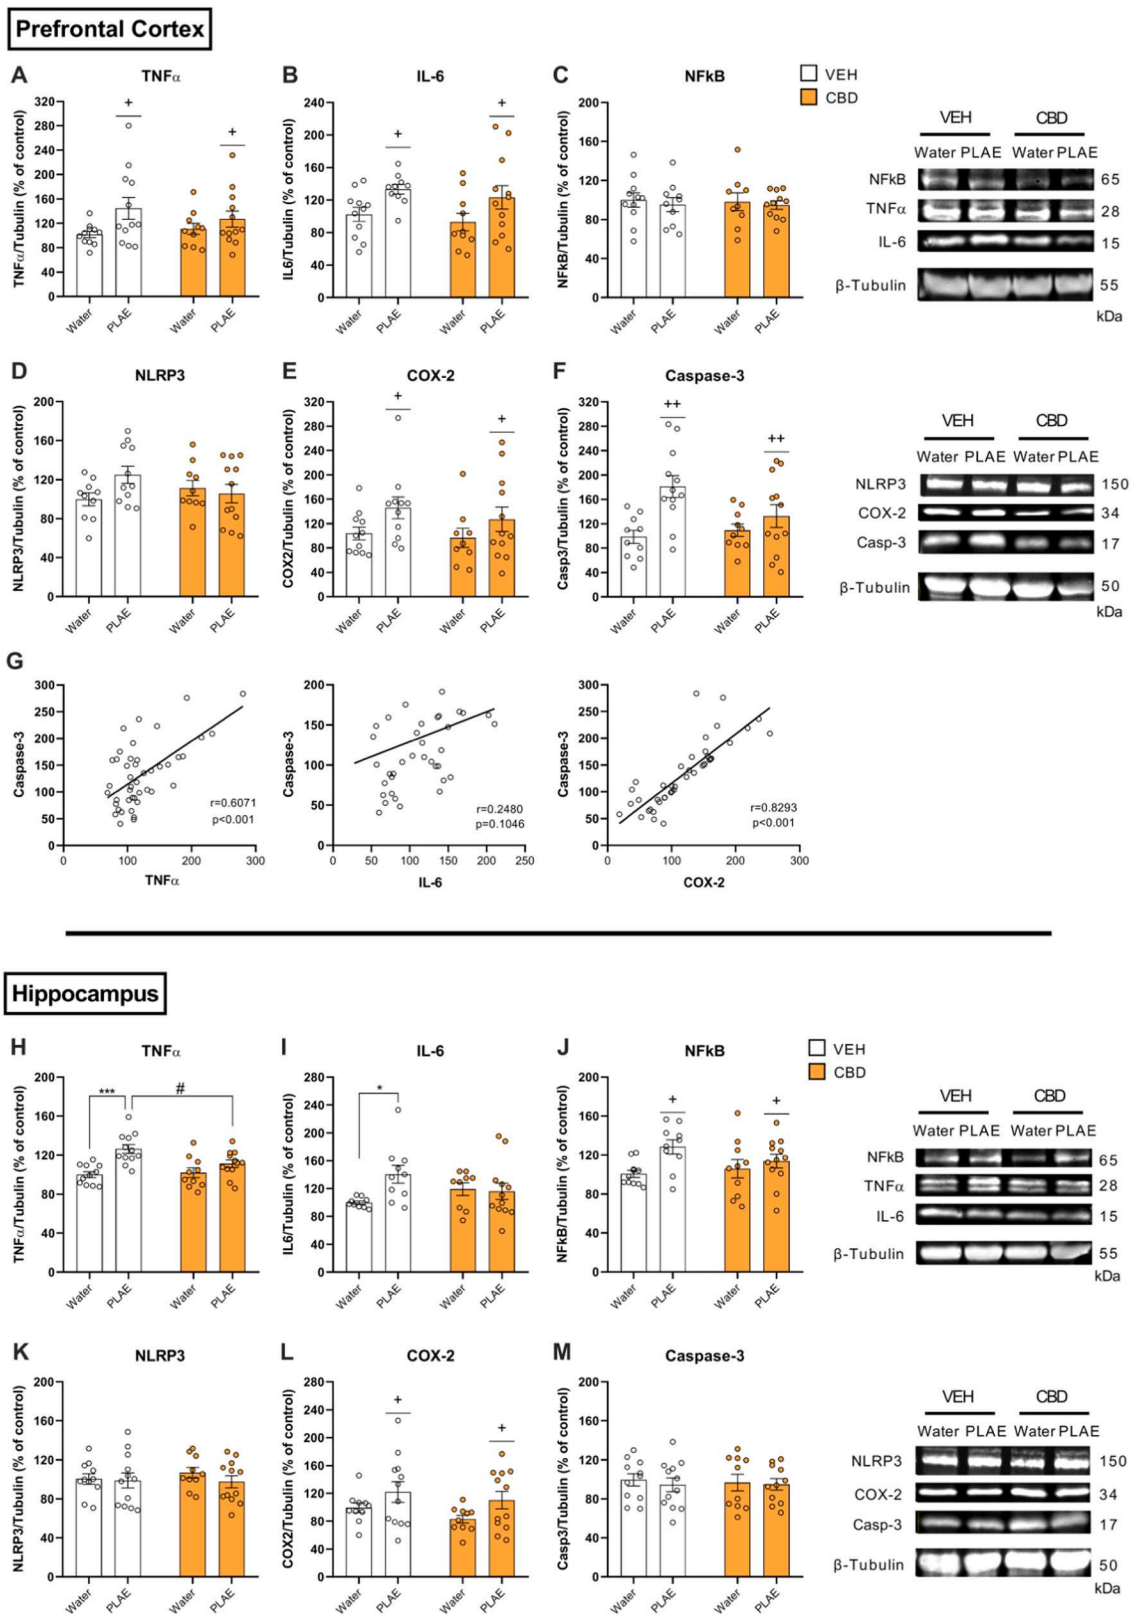 Prefrontal Cortex
A
TNFα
TNFα/Tubulin (% of control)
320
280
240
200
160
120
80
40
0
+
+
Water
PLAE
Water
PLAE
B
IL-6
IL6/Tubulin (% of control)
240
200
160
120
80
40
0
+
+
Water
PLAE
Water
PLAE
C
NFkB
NFkB/Tubulin (% of control)
200
160
120
80
40
0
Water
PLAE
Water
PLAE
VEH
CBD
VEH CBD
Water PLAE Water PLAE
NFkB 65
TNFα 28
IL-6 15
β-Tubulin 55
kDa
D
NLRP3
NLRP3/Tubulin (% of control)
200
160
120
80
40
0
Water
PLAE
Water
PLAE
E
COX-2
COX2/Tubulin (% of control)
320
280
240
200
160
120
80
40
0
+
+
Water
PLAE
Water
PLAE
F
Caspase-3
Casp3/Tubulin (% of control)
320
280
240
200
160
120
80
40
0
++
++
Water
PLAE
Water
PLAE
VEH CBD
Water PLAE Water PLAE
NLRP3 150
COX-2 34
Casp-3 17
β-Tubulin 50
kDa
G
Caspase-3
300
250
200
150
100
50
0
r=0.6071
p<0.001
0 100 200 300
TNFα
Caspase-3
200
150
100
50
0
r=0.2480
p=0.1046
0 50 100 150 200 250
IL-6
Caspase-3
300
250
200
150
100
50
0
r=0.8293
p<0.001
0 100 200 300
COX-2
Hippocampus
H
TNFα
TNFα/Tubulin (% of control)
200
160
120
80
40
0
***
#
Water
PLAE
Water
PLAE
I
IL-6
IL6/Tubulin (% of control)
280
240
200
160
120
80
40
0
*
Water
PLAE
Water
PLAE
J
NFkB
NFkB/Tubulin (% of control)
200
160
120
80
40
0
+
+
Water
PLAE
Water
PLAE
VEH
CBD
VEH CBD
Water PLAE Water PLAE
NFkB 65
TNFα 28
IL-6 15
β-Tubulin 55
kDa
K
NLRP3
NLRP3/Tubulin (% of control)
200
160
120
80
40
0
Water
PLAE
Water
PLAE
L
COX-2
COX2/Tubulin (% of control)
280
240
200
160
120
80
40
0
+
+
Water
PLAE
Water
PLAE
M
Caspase-3
Casp3/Tubulin (% of control)
200
160
120
80
40
0
Water
PLAE
Water
PLAE
VEH CBD
Water PLAE Water PLAE
NLRP3 150
COX-2 34
Casp-3 17
β-Tubulin 50
kDa